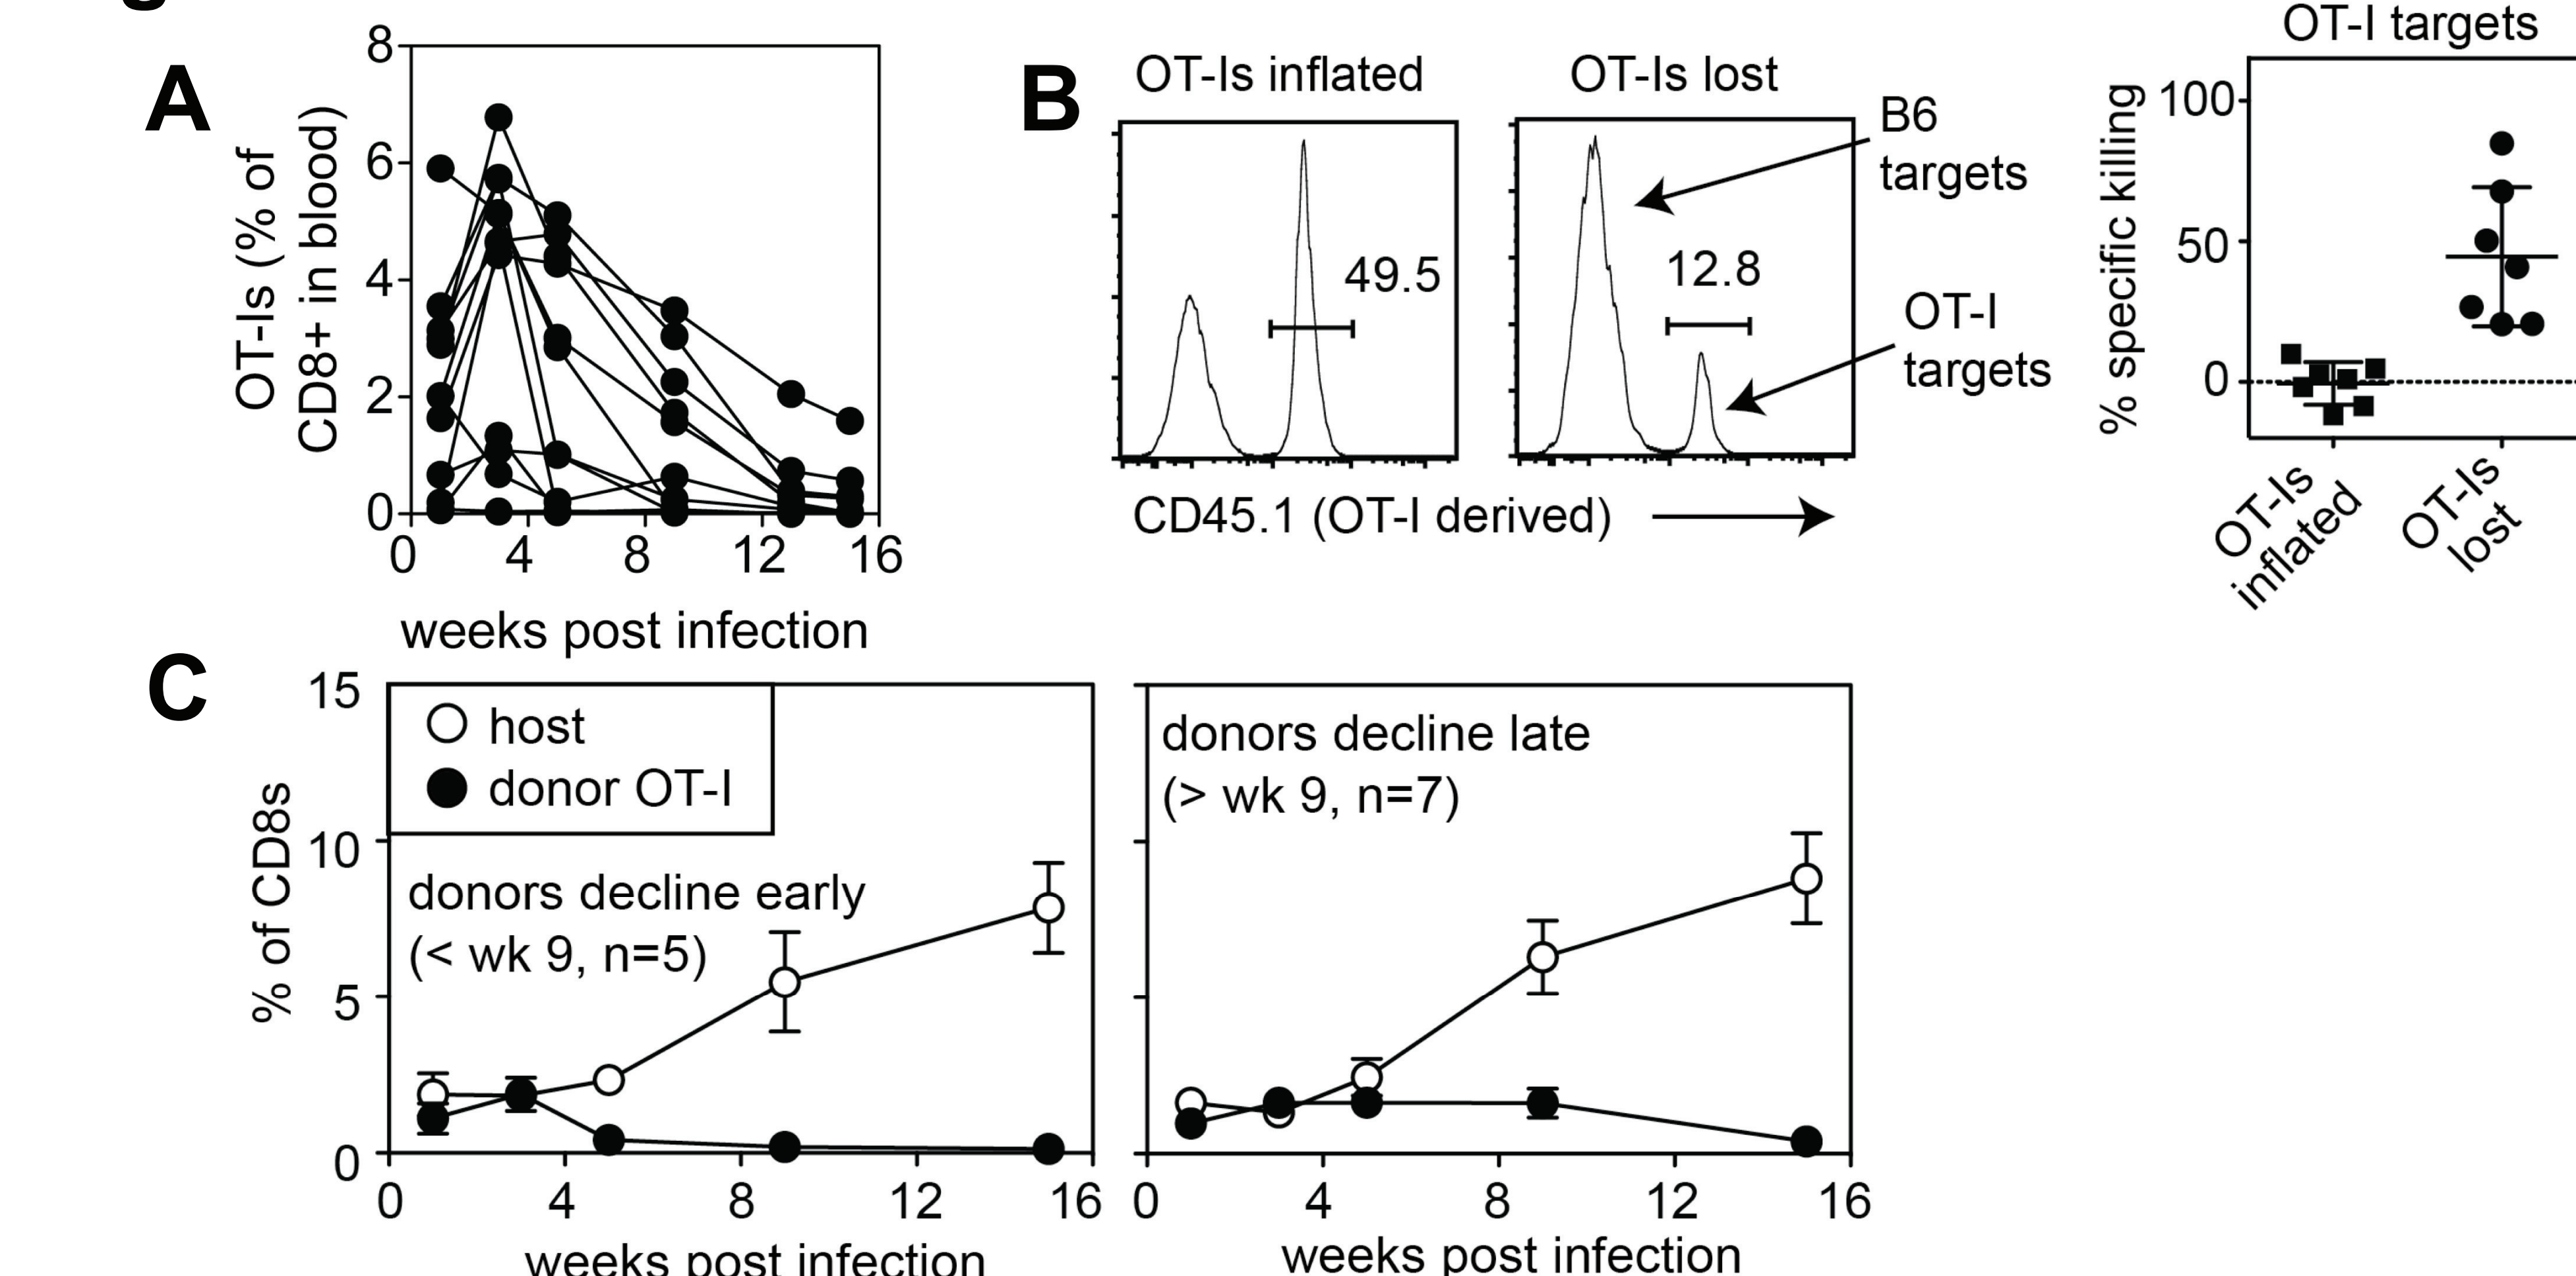 A
OT-Is (% of
CD8+ in blood)
8
6
4
2
0
0 4 8 12 16
weeks post infection
B
OT-Is inflated
OT-Is lost
49.5
12.8
B6
targets
OT-I
targets
CD45.1 (OT-I derived)
OT-I targets
% specific killing
100
50
0
OT-Is
inflated
OT-Is
lost
C
% of CD8s
15
10
5
0
host
donor OT-I
donors decline early
(< wk 9, n=5)
0 4 8 12 16
weeks post infection
donors decline late
(> wk 9, n=7)
0 4 8 12 16
weeks post infection